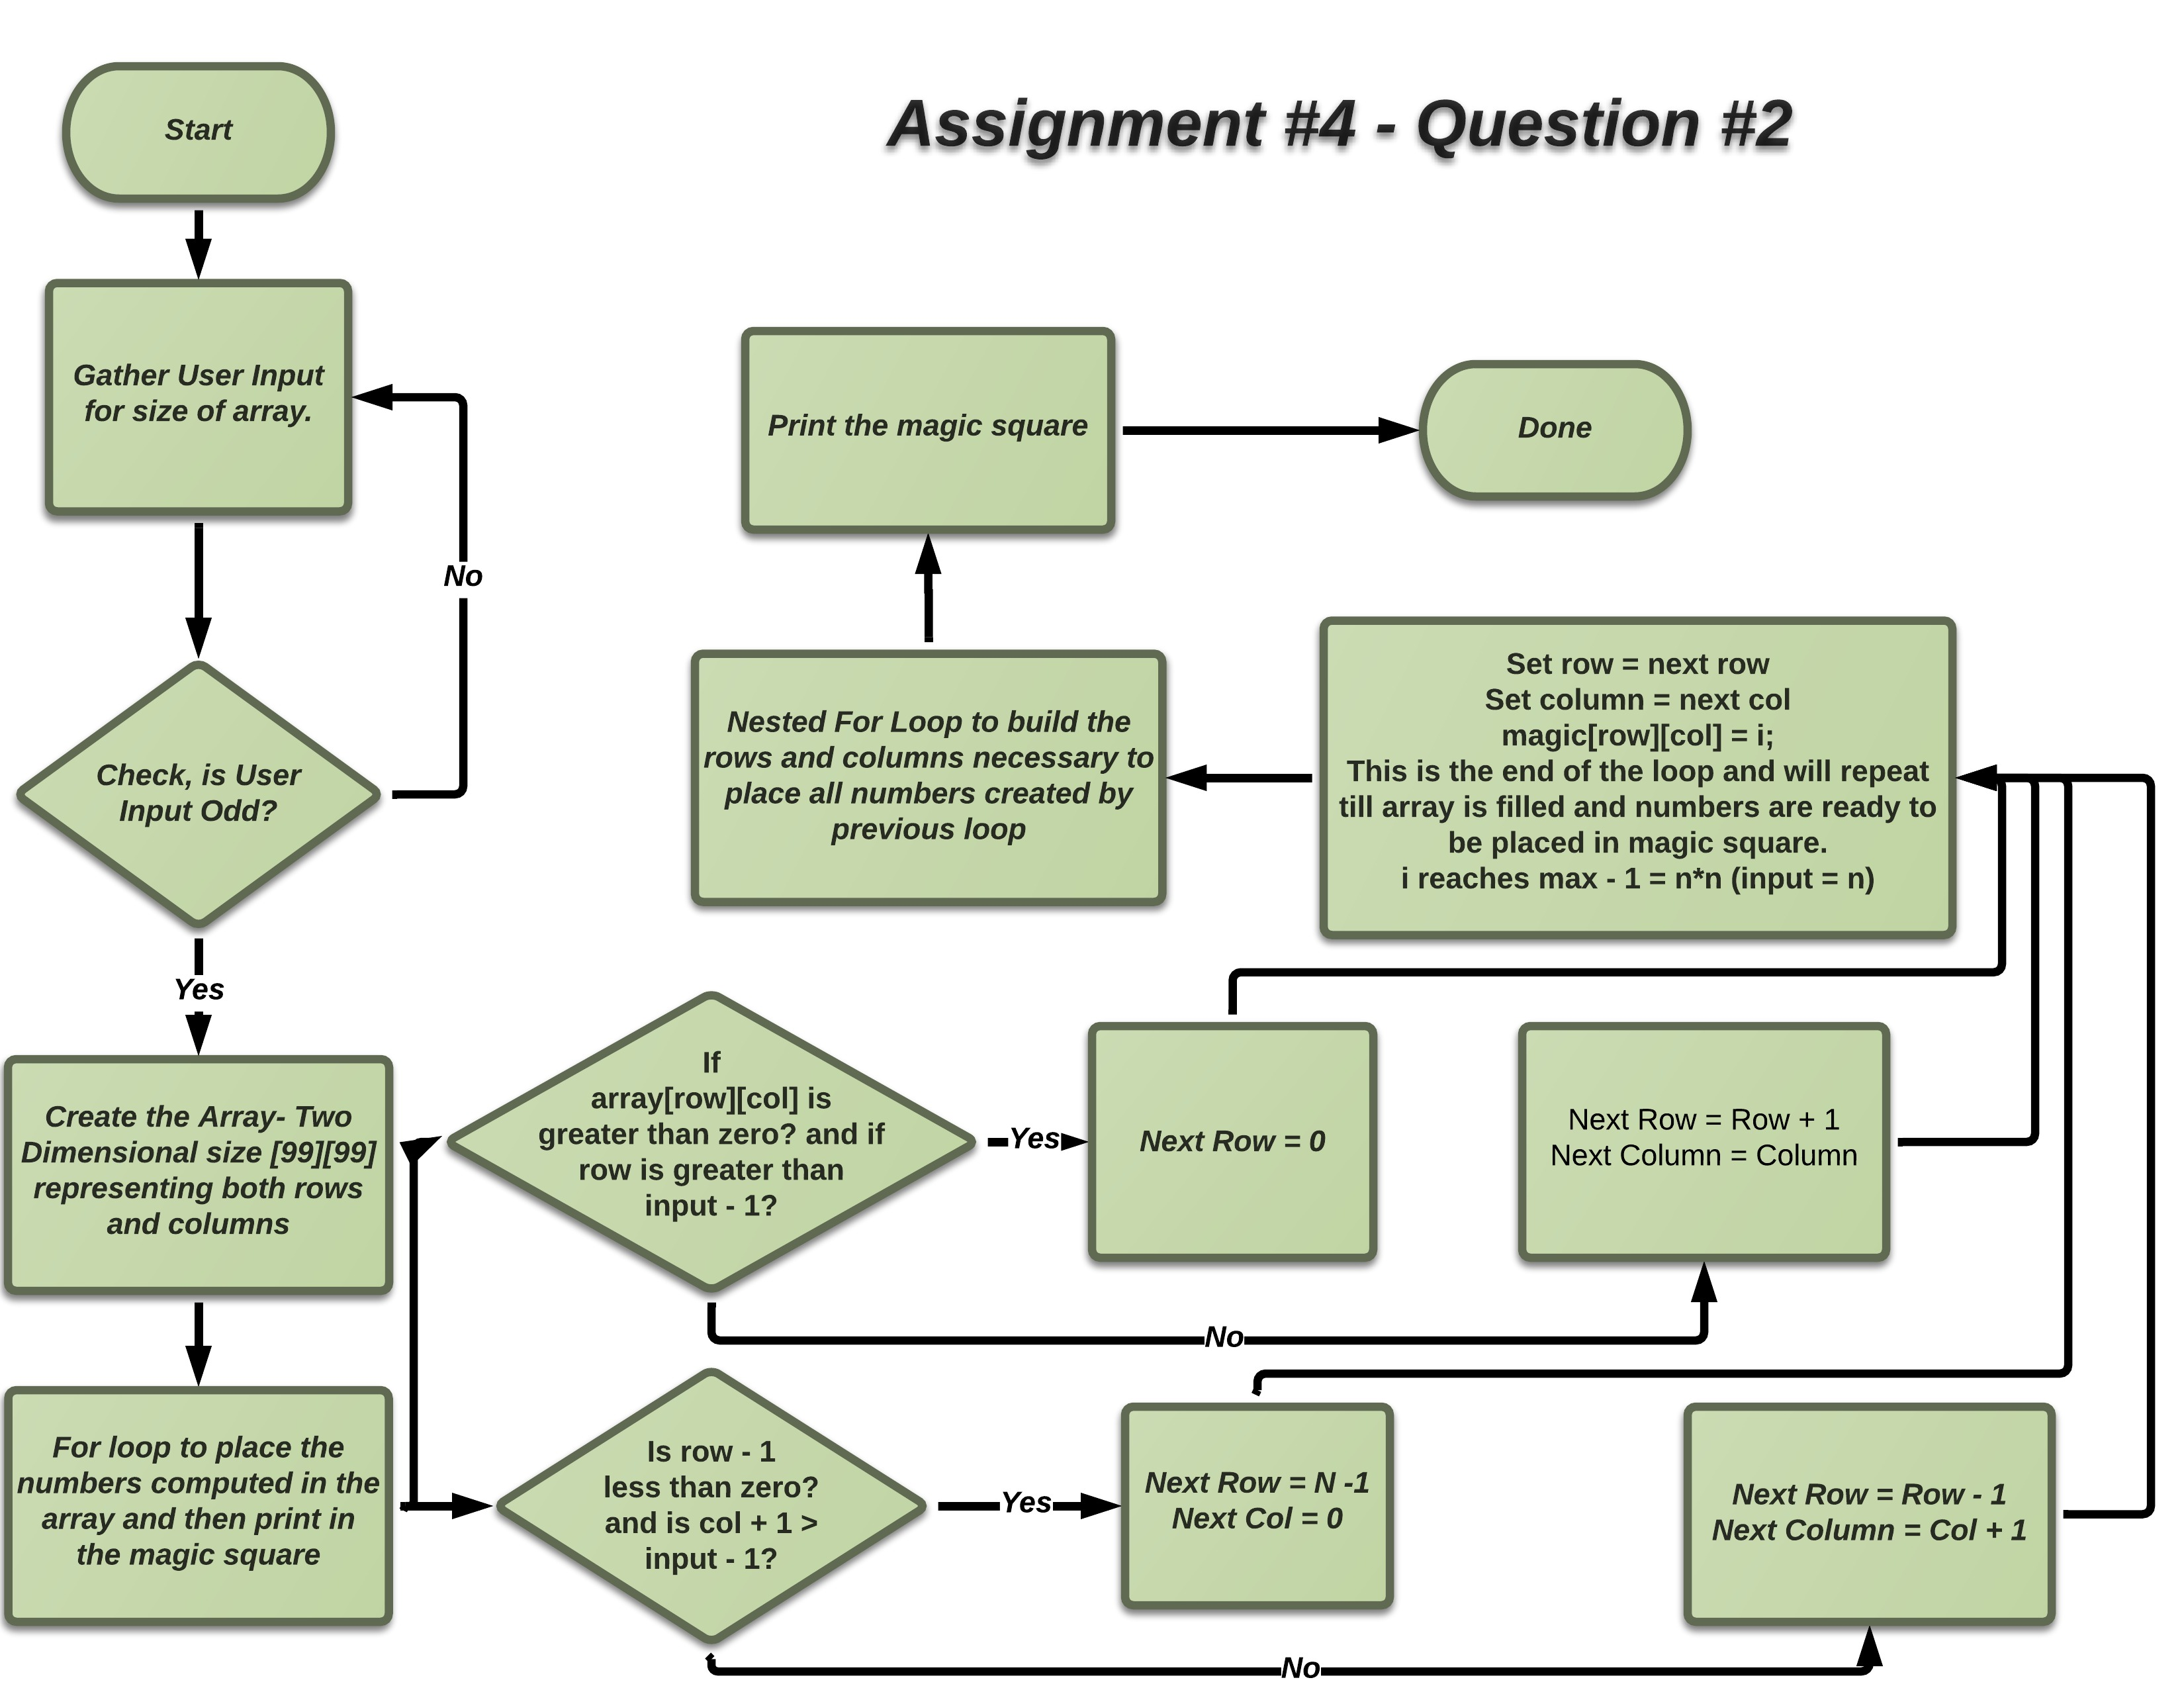 Assignment #4 - Question #2
Start
Gather User Input
for size of array.
No
Check, is User
Input Odd?
Yes
Create the Array- Two
Dimensional size [99][99]
representing both rows
and columns
For loop to place the
numbers computed in the
array and then print in
the magic square
If
array[row][col] is
greater than zero? and if
row is greater than
input - 1?
Yes
Next Row = 0
No
Next Row = Row + 1
Next Column = Column
Is row - 1
less than zero?
and is col + 1 >
input - 1?
Yes
Next Row = N -1
Next Col = 0
No
Next Row = Row - 1
Next Column = Col + 1
Set row = next row
Set column = next col
magic[row][col] = i;
This is the end of the loop and will repeat
till array is filled and numbers are ready to
be placed in magic square.
i reaches max - 1 = n*n (input = n)
Nested For Loop to build the
rows and columns necessary to
place all numbers created by
previous loop
Print the magic square
Done